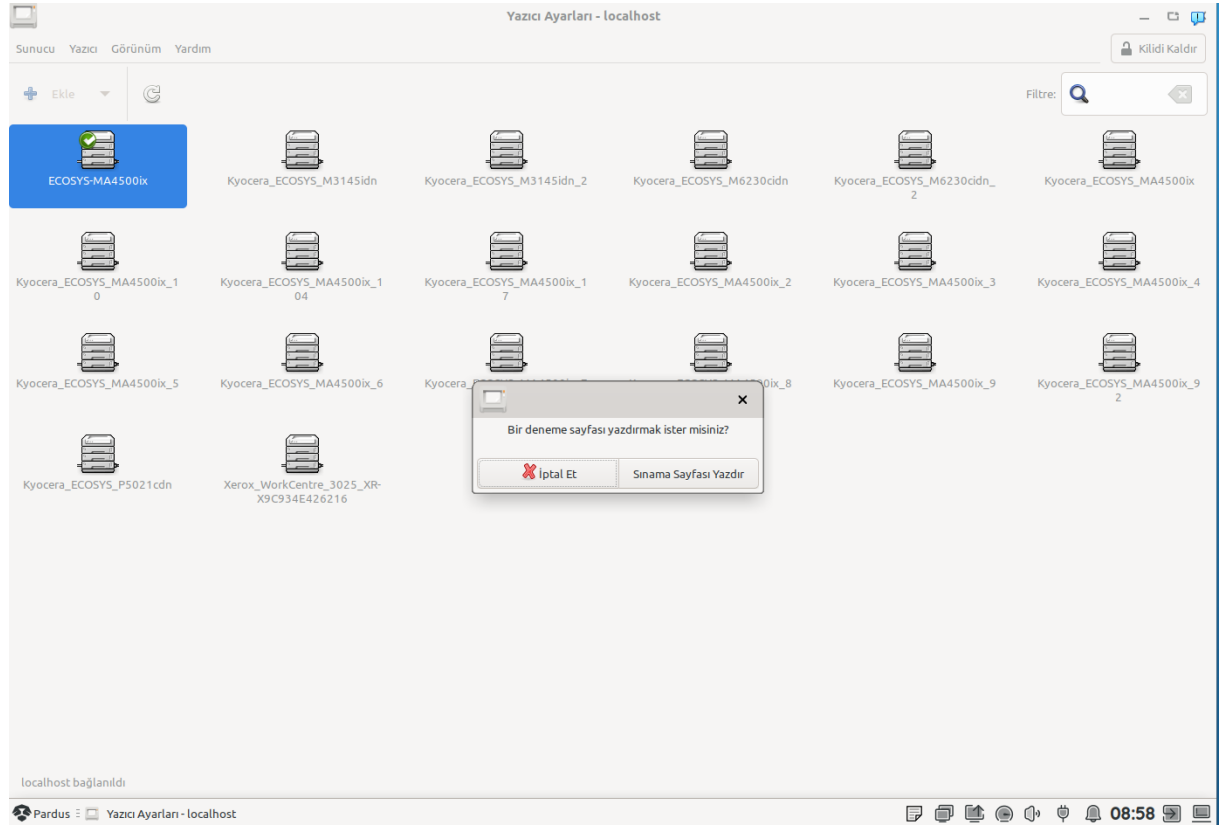 Yazıcı Ayarları - localhost
Sunucu Yazıcı Görünüm Yardım
Kilidi Kaldır
Ekle
Filtre:
ECOSYS-MA4500ix
Kyocera_ECOSYS_M3145idn
Kyocera_ECOSYS_M3145idn_2
Kyocera_ECOSYS_M6230cidn
Kyocera_ECOSYS_M6230cidn_
2
Kyocera_ECOSYS_MA4500ix
Kyocera_ECOSYS_MA4500ix_1
0
Kyocera_ECOSYS_MA4500ix_1
04
Kyocera_ECOSYS_MA4500ix_1
7
Kyocera_ECOSYS_MA4500ix_2
Kyocera_ECOSYS_MA4500ix_3
Kyocera_ECOSYS_MA4500ix_4
Kyocera_ECOSYS_MA4500ix_5
Kyocera_ECOSYS_MA4500ix_6
Kyocera_ECOSYS_MA4500ix_9
Kyocera_ECOSYS_MA4500ix_9
2
Bir deneme sayfası yazdırmak ister misiniz?
İptal Et
Sınama Sayfası Yazdır
Kyocera_ECOSYS_P5021cdn
Xerox_WorkCentre_3025_XR-
X9C934E426216
localhost bağlanıldı
Pardus Yazıcı Ayarları - localhost
08:58